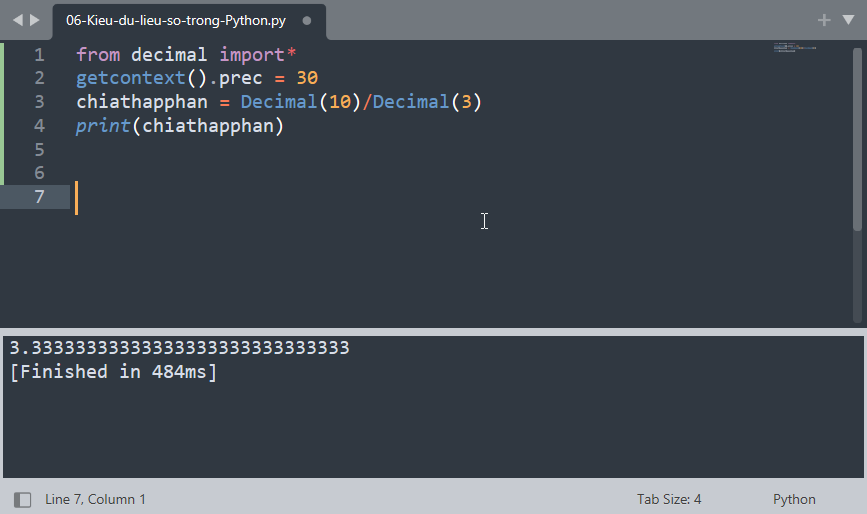 06-Kieu-du-lieu-so-trong-Python.py
1 from decimal import*
2 getcontext().prec = 30
3 chiathapphan = Decimal(10)/Decimal(3)
4 print(chiathapphan)
5
6
7
3.33333333333333333333333333333
[Finished in 484ms]
Line 7, Column 1 Tab Size: 4 Python